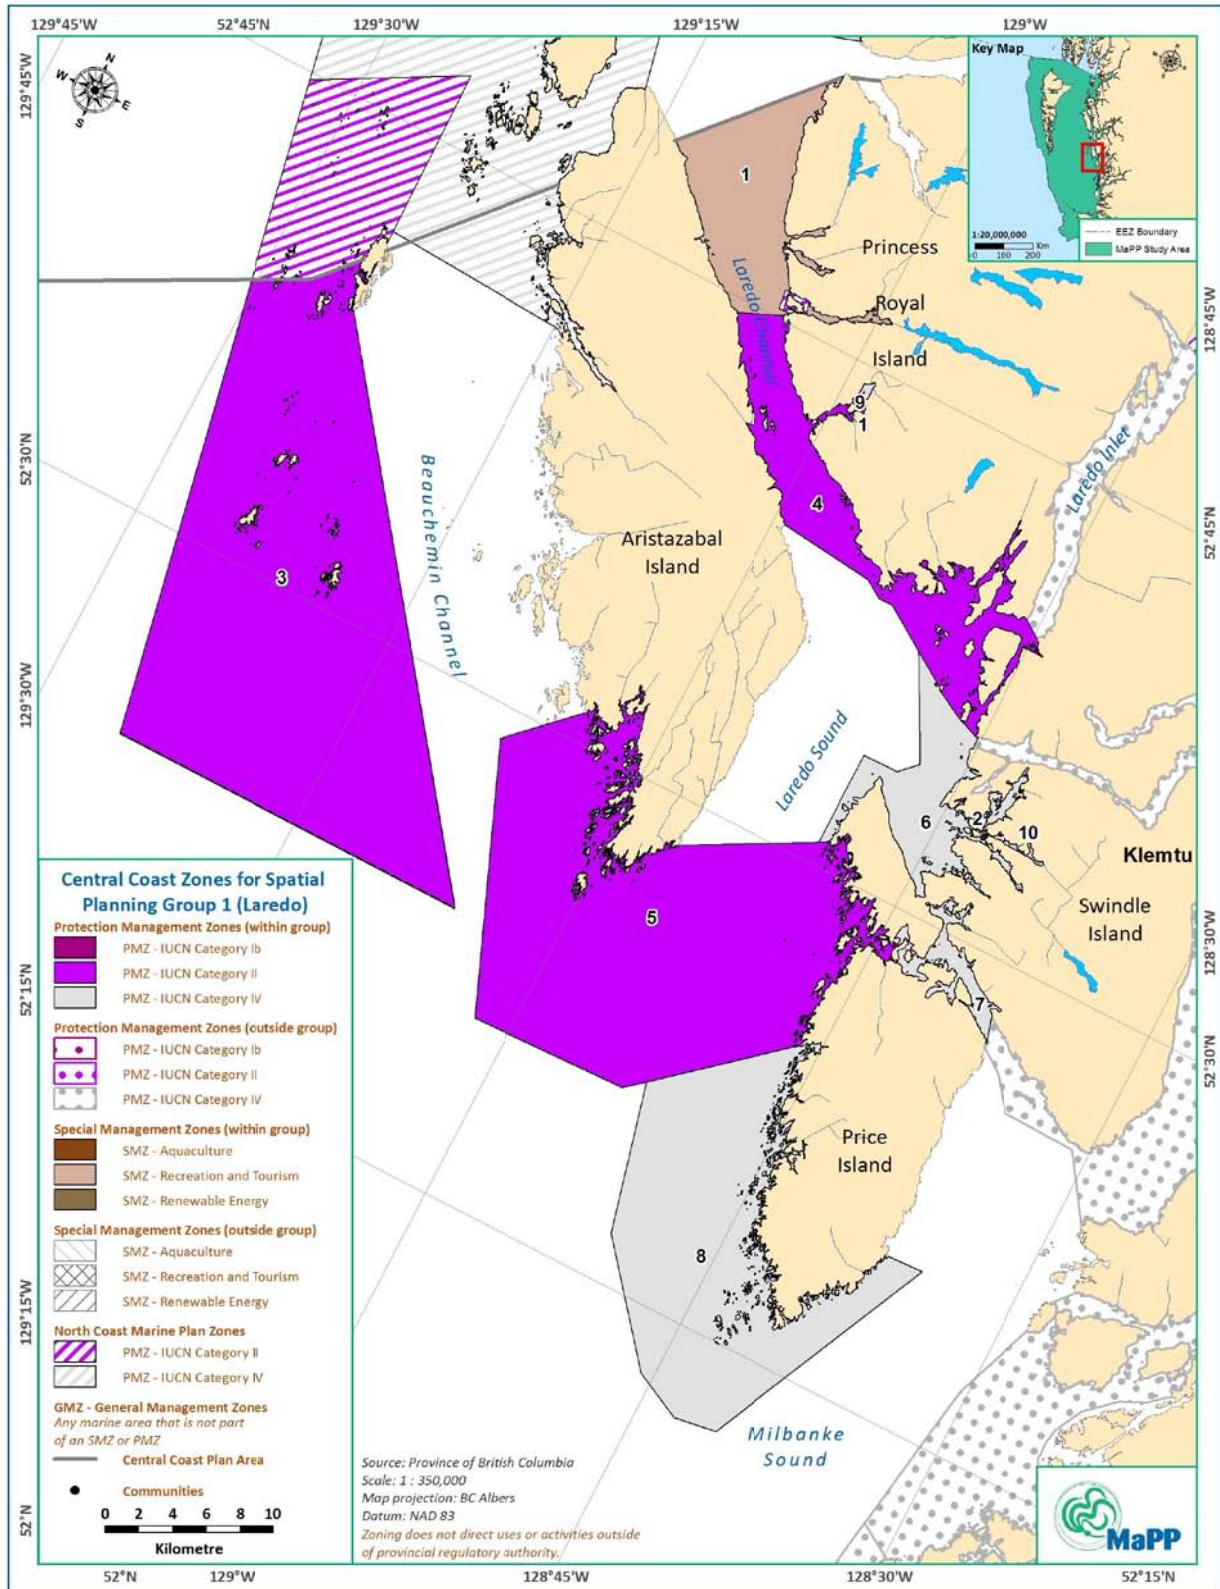 129°45'W
52°45'N
129°30'W
129°15'W
129°W
129°45'W
N
W
E
S
Key Map
1:20,000,000
0 100 200 Km
EEZ Boundary
MaPP Study Area
1
Princess
Royal
Island
Laredo Channel
9
1
4
128°45'W
Laredo Inlet
52°30'N
Beauchemin Channel
Aristazabal
Island
3
52°45'N
129°30'W
Laredo Sound
6
2
10
Klemtu
Swindle
Island
5
7
128°30'W
52°15'N
52°30'N
Price
Island
8
129°15'W
Milbanke
Sound
Central Coast Zones for Spatial
Planning Group 1 (Laredo)
Protection Management Zones (within group)
PMZ - IUCN Category Ib
PMZ - IUCN Category II
PMZ - IUCN Category IV
Protection Management Zones (outside group)
PMZ - IUCN Category Ib
PMZ - IUCN Category II
PMZ - IUCN Category IV
Special Management Zones (within group)
SMZ - Aquaculture
SMZ - Recreation and Tourism
SMZ - Renewable Energy
Special Management Zones (outside group)
SMZ - Aquaculture
SMZ - Recreation and Tourism
SMZ - Renewable Energy
North Coast Marine Plan Zones
PMZ - IUCN Category II
PMZ - IUCN Category IV
GMZ - General Management Zones
Any marine area that is not part
of an SMZ or PMZ
Central Coast Plan Area
Communities
0 2 4 6 8 10
Kilometre
Source: Province of British Columbia
Scale: 1 : 350,000
Map projection: BC Albers
Datum: NAD 83
Zoning does not direct uses or activities outside
of provincial regulatory authority.
MaPP
52°N
52°N
129°W
128°45'W
128°30'W
52°15'N